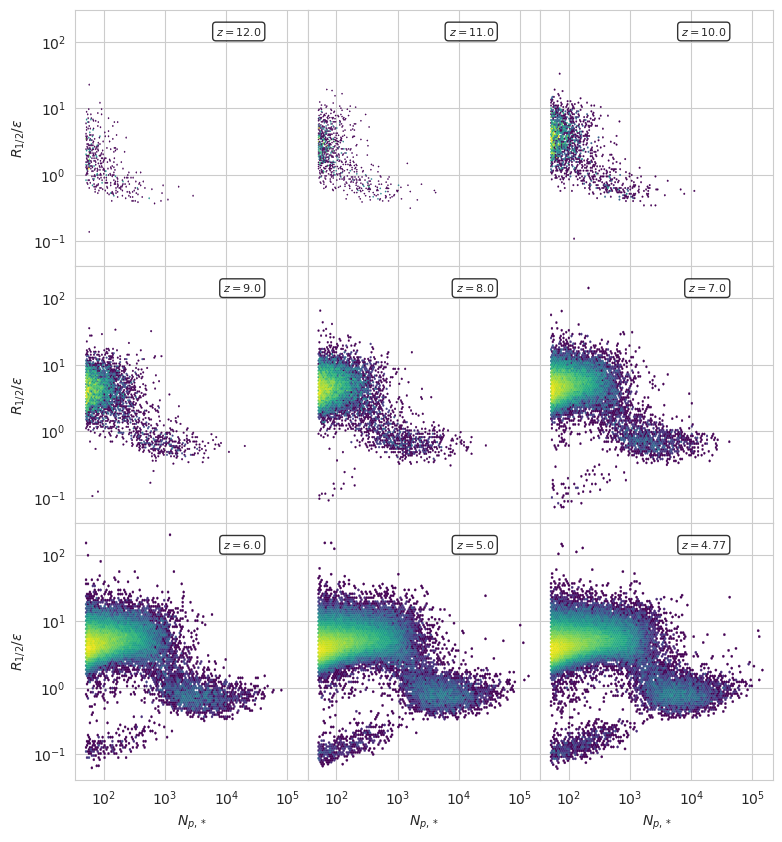 z = 12.0 z = 11.0 z = 10.0
10²
10¹
R₁/₂/ε
10⁰
10⁻¹
z = 9.0 z = 8.0 z = 7.0
10²
10¹
R₁/₂/ε
10⁰
10⁻¹
z = 6.0 z = 5.0 z = 4.77
10²
10¹
R₁/₂/ε
10⁰
10⁻¹
10² 10³ 10⁴ 10⁵ 10² 10³ 10⁴ 10⁵ 10² 10³ 10⁴ 10⁵
Nₚ, * Nₚ, * Nₚ, *